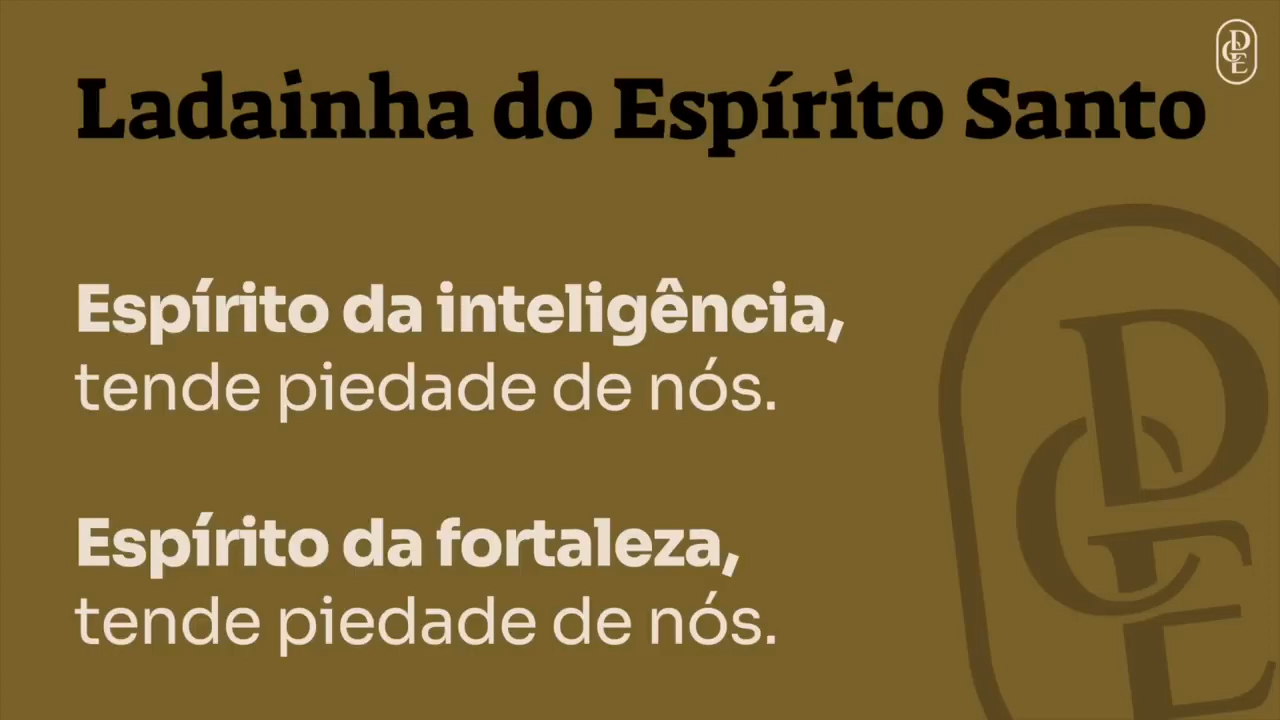 Ladainha do Espírito Santo
Espírito da inteligência,
tende piedade de nós.
Espírito da fortaleza,
tende piedade de nós.